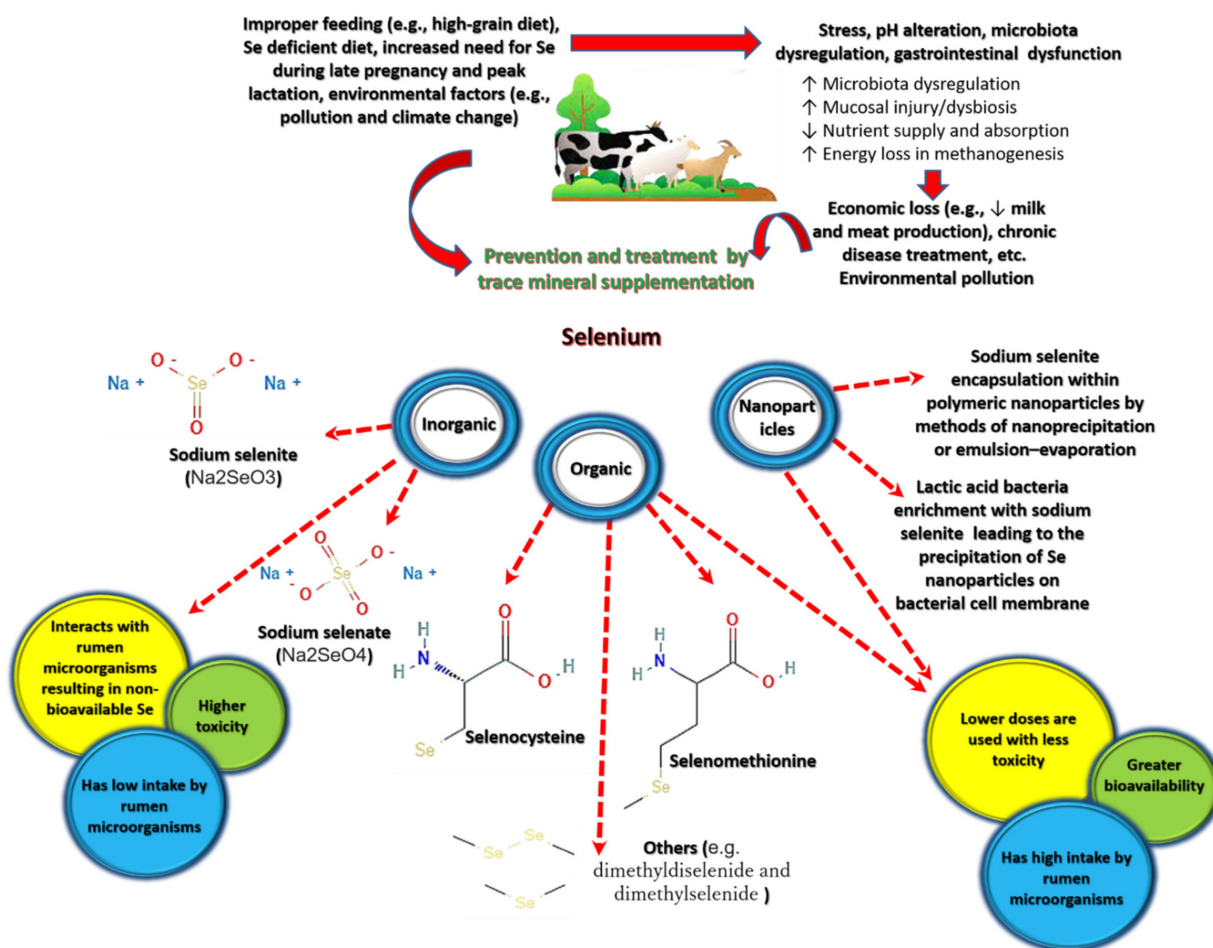 Improper feeding (e.g., high-grain diet),
Se deficient diet, increased need for Se
during late pregnancy and peak
lactation, environmental factors (e.g.,
pollution and climate change)
Stress, pH alteration, microbiota
dysregulation, gastrointestinal dysfunction
↑ Microbiota dysregulation
↑ Mucosal injury/dysbiosis
↓ Nutrient supply and absorption
↑ Energy loss in methanogenesis
Economic loss (e.g., ↓ milk
and meat production), chronic
disease treatment, etc.
Environmental pollution
Prevention and treatment by
trace mineral supplementation
Selenium
Inorganic
Organic
Nanopart
icles
O - O -
Na + Se Na +
O
Sodium selenite
(Na2SeO3)
O O -
Na + Se Na +
- O O
Sodium selenate
(Na2SeO4)
Sodium selenite
encapsulation within
polymeric nanoparticles by
methods of nanoprecipitation
or emulsion–evaporation
Lactic acid bacteria
enrichment with sodium
selenite leading to the
precipitation of Se
nanoparticles on
bacterial cell membrane
Interacts with
rumen
microorganisms
resulting in non-
bioavailable Se
Higher
toxicity
Has low intake by
rumen
microorganisms
H O
H N O H
Se
Selenocysteine
H O
H N O H
Se
Selenomethionine
Se Se
Se
Others (e.g.
dimethyldiselenide and
dimethylselenide )
Lower doses are
used with less
toxicity
Greater
bioavailability
Has high intake by
rumen
microorganisms